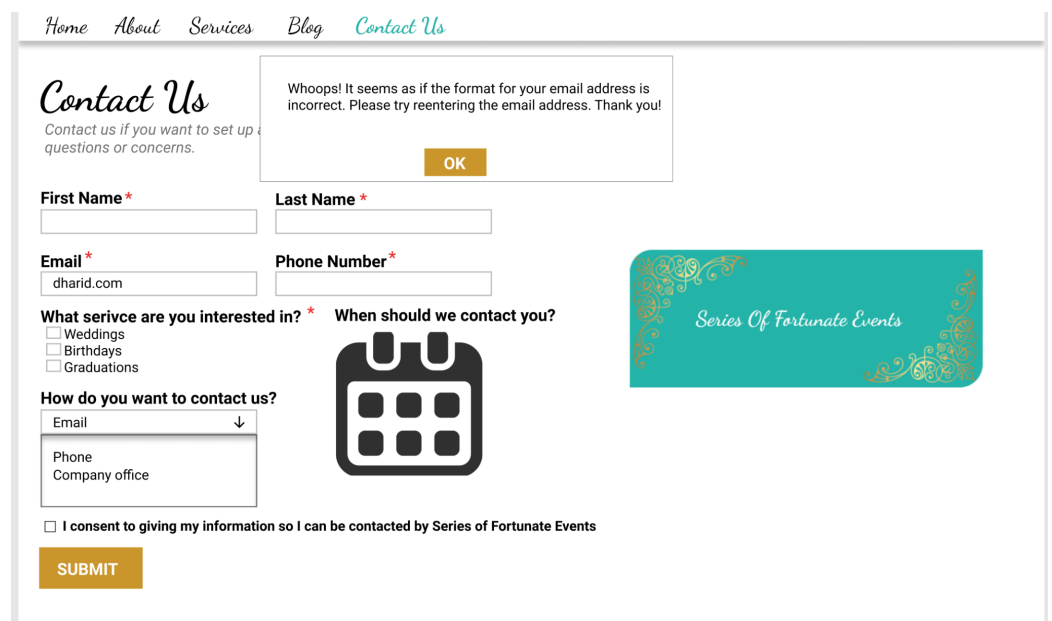 Home About Services Blog Contact Us
Whoops! It seems as if the format for your email address is
incorrect. Please try reentering the email address. Thank you!
OK
Contact Us
Contact us if you want to set up
questions or concerns.
First Name *
Last Name *
Email *
dharid.com
Phone Number *
What serivce are you interested in? *
Weddings
Birthdays
Graduations
When should we contact you?
How do you want to contact us?
Email
Phone
Company office
I consent to giving my information so I can be contacted by Series of Fortunate Events
SUBMIT
Series Of Fortunate Events